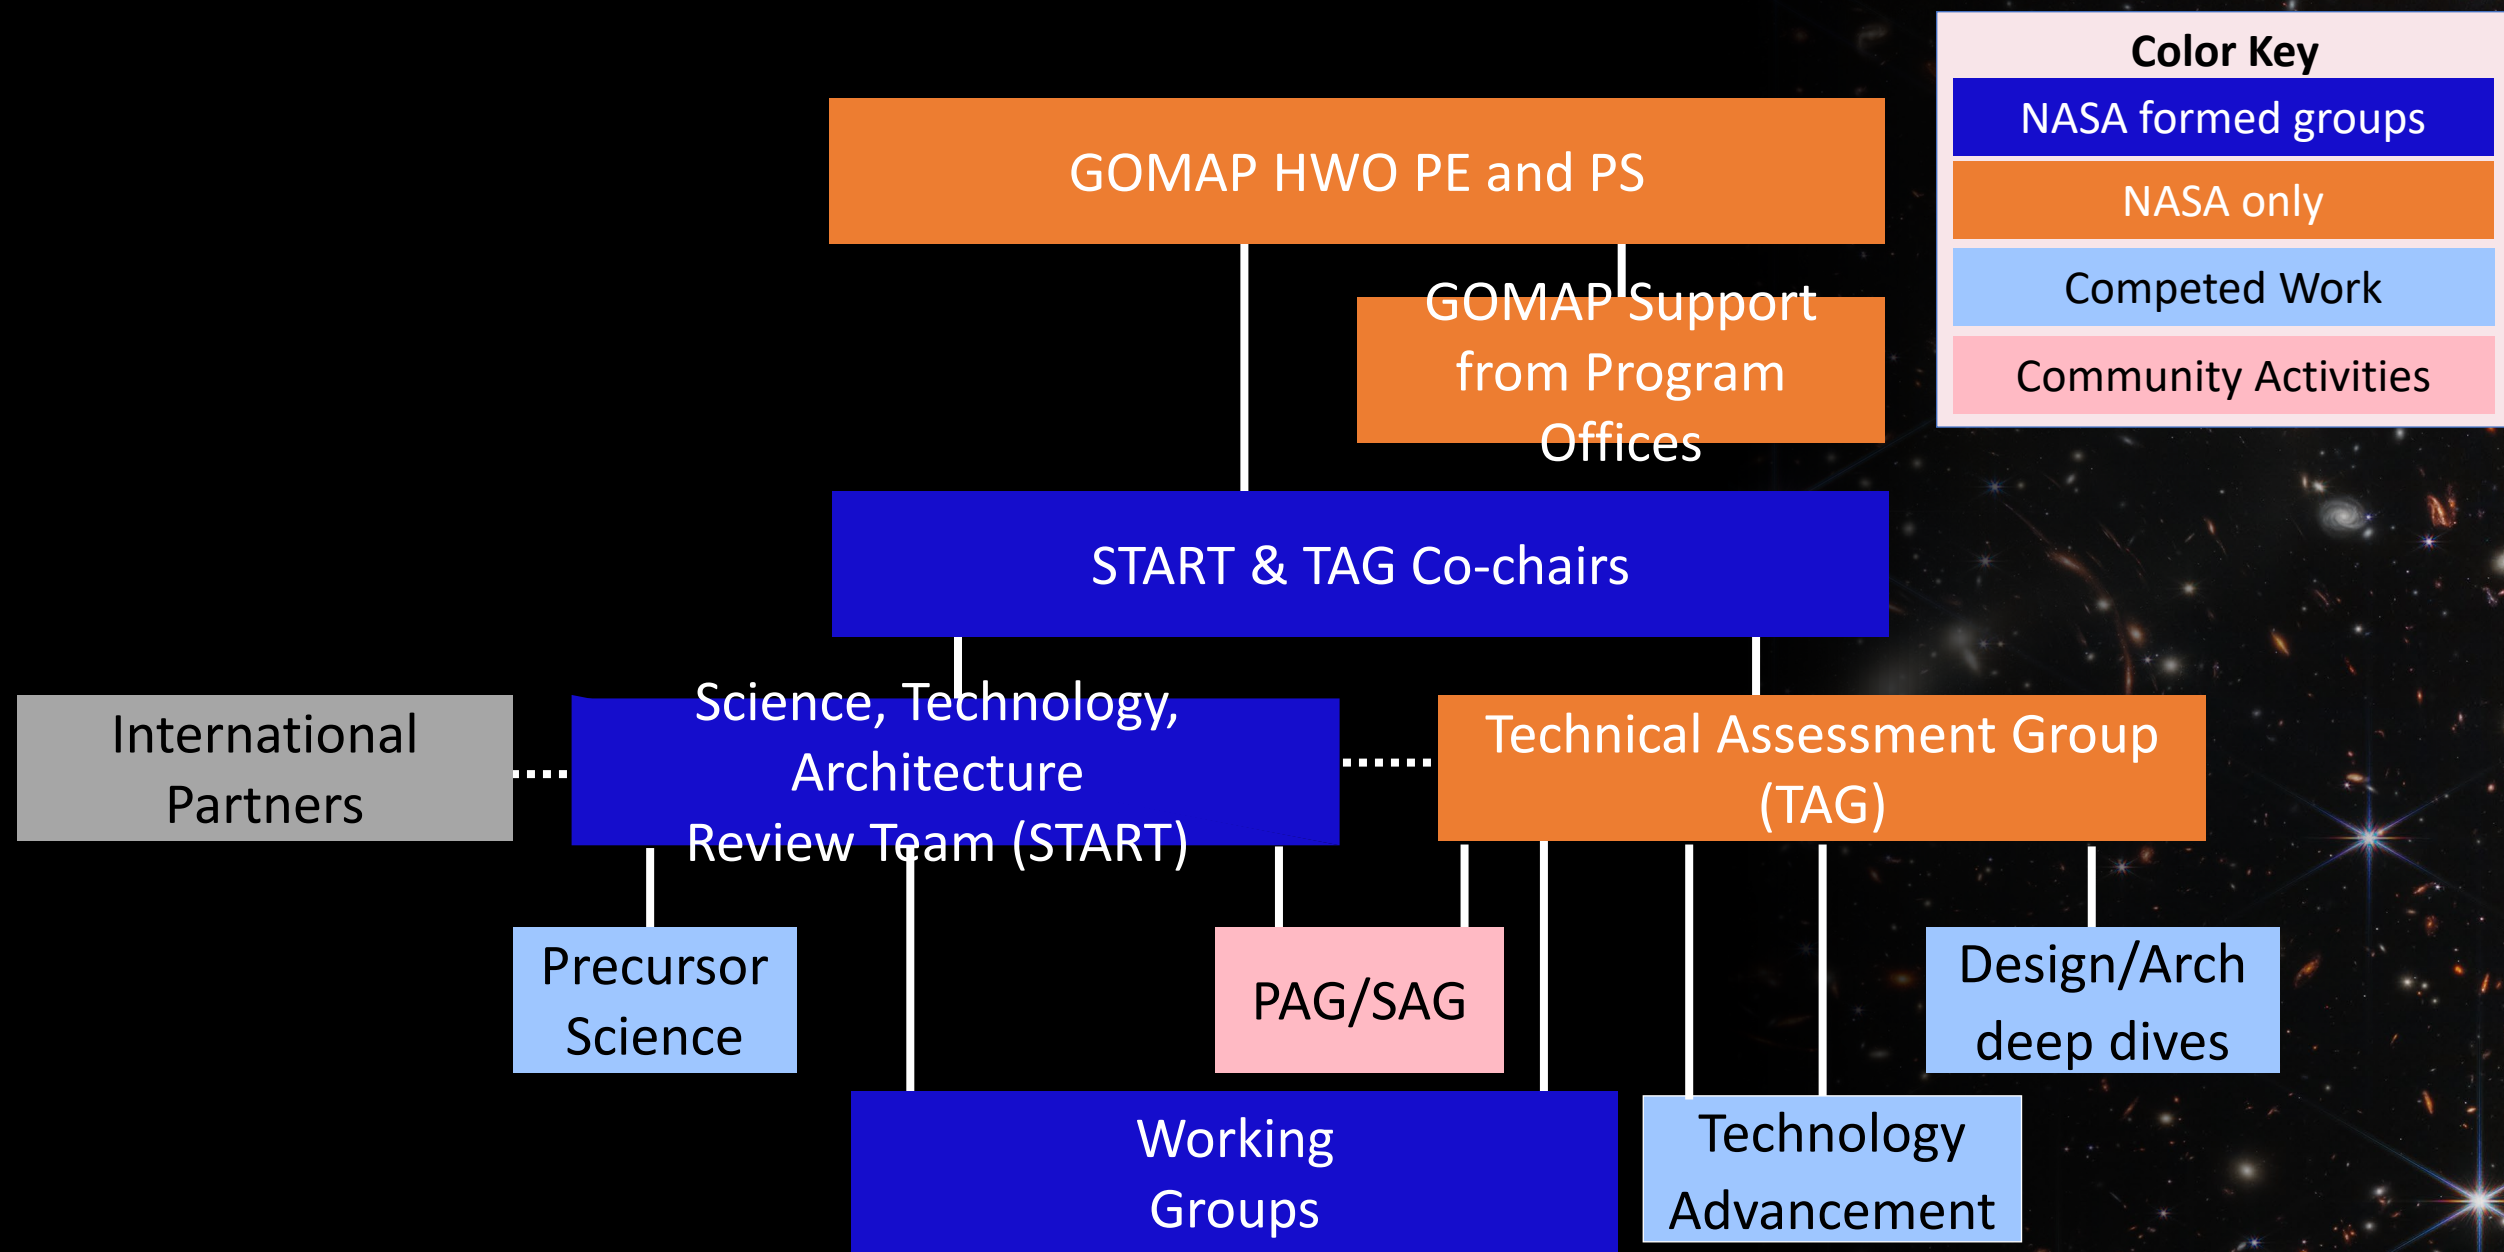 Color Key
NASA formed groups
NASA only
Competed Work
Community Activities
GOMAP HWO PE and PS
GOMAP Support
from Program
Offices
START & TAG Co-chairs
International
Partners
Science, Technology,
Architecture
Review Team (START)
Technical Assessment Group
(TAG)
Precursor
Science
PAG/SAG
Design/Arch
deep dives
Working
Groups
Technology
Advancement